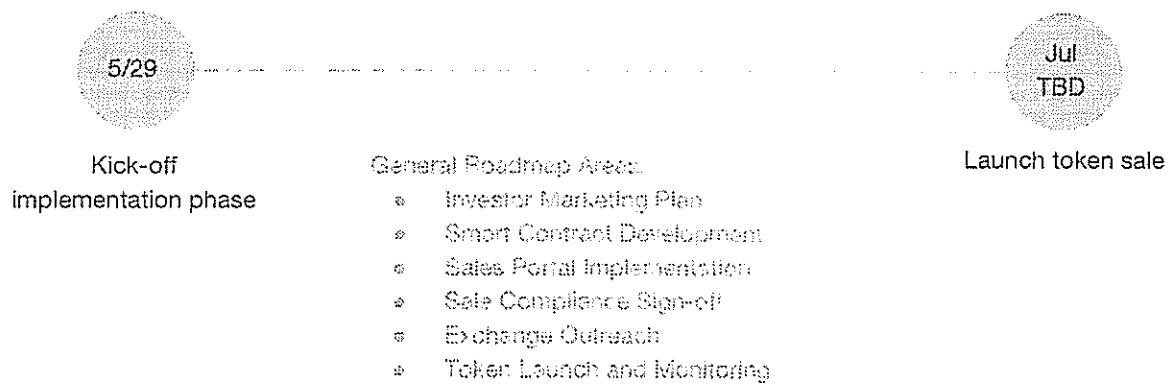 5/29
Jul
TBD
Kick-off
implementation phase
Launch token sale
General Roadmap Areas:
• Investor Marketing Plan
• Smart Contract Development
• Sales Portal Implementation
• Sale Compliance Sign-off
• Exchange Outreach
• Token Launch and Monitoring